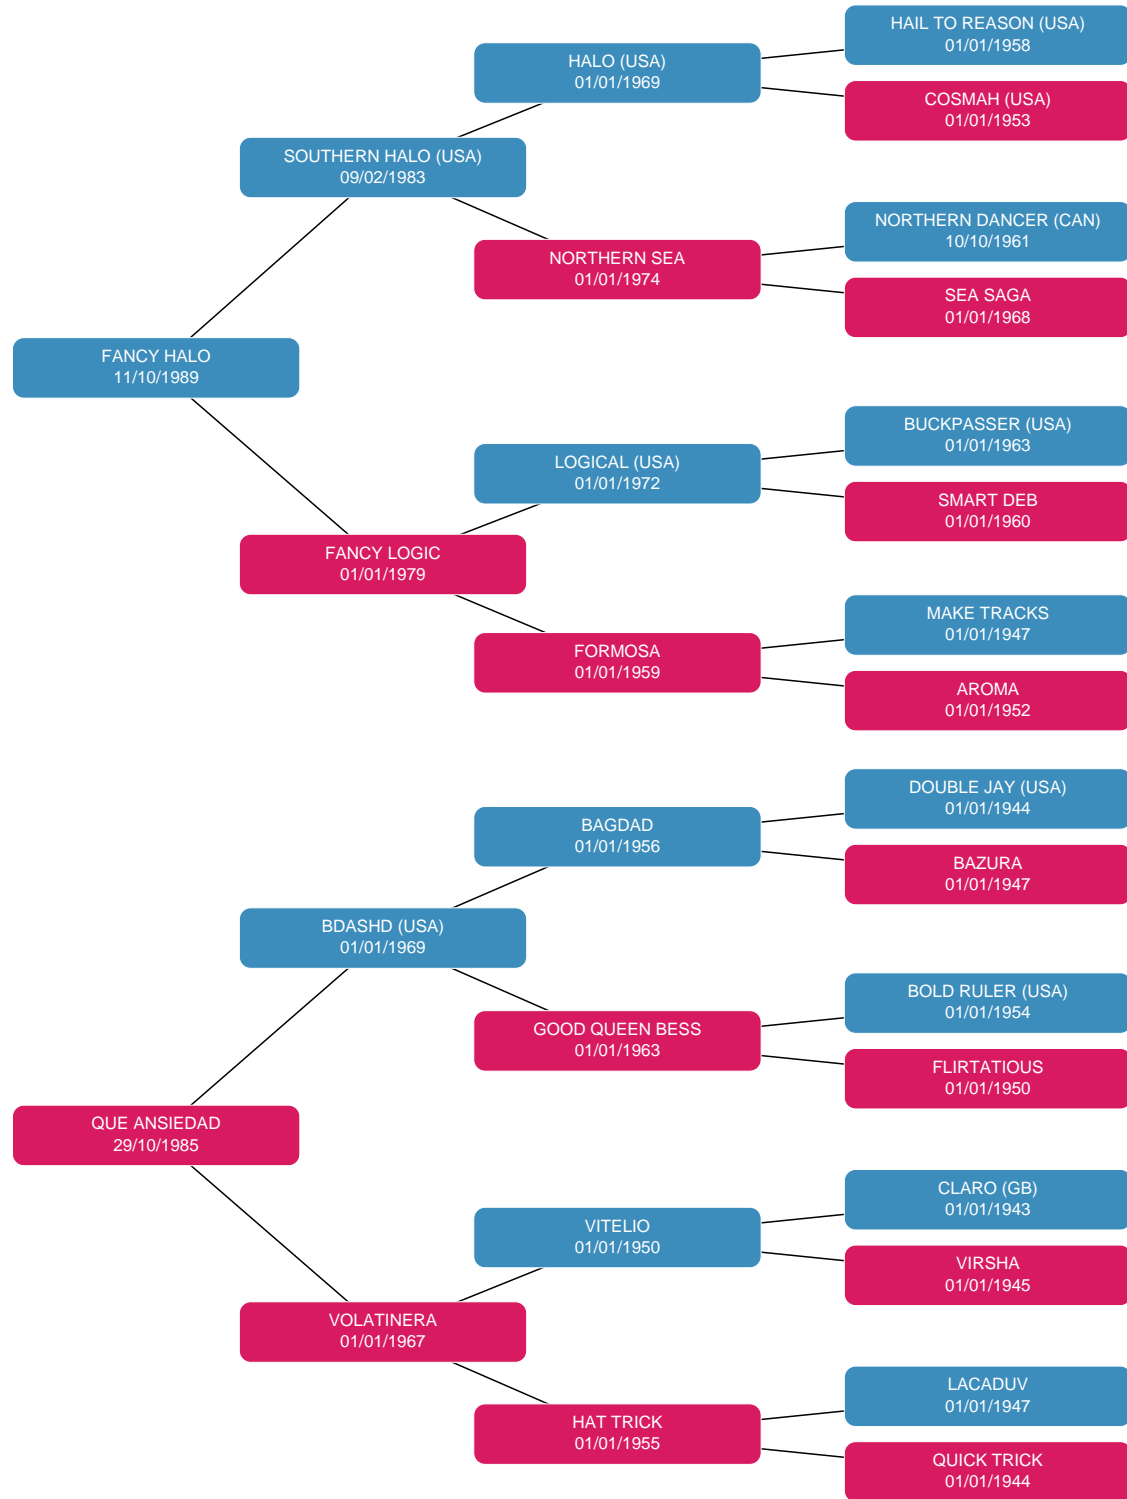 HAIL TO REASON (USA)
01/01/1958
HALO (USA)
01/01/1969
COSMAH (USA)
01/01/1953
SOUTHERN HALO (USA)
09/02/1983
NORTHERN DANCER (CAN)
10/10/1961
NORTHERN SEA
01/01/1974
SEA SAGA
01/01/1968
FANCY HALO
11/10/1989
BUCKPASSER (USA)
01/01/1963
LOGICAL (USA)
01/01/1972
SMART DEB
01/01/1960
FANCY LOGIC
01/01/1979
MAKE TRACKS
01/01/1947
FORMOSA
01/01/1959
AROMA
01/01/1952
DOUBLE JAY (USA)
01/01/1944
BAGDAD
01/01/1956
BAZURA
01/01/1947
BDASHD (USA)
01/01/1969
BOLD RULER (USA)
01/01/1954
GOOD QUEEN BESS
01/01/1963
FLIRTATIOUS
01/01/1950
QUE ANSIEDAD
29/10/1985
CLARO (GB)
01/01/1943
VITELIO
01/01/1950
VIRSHA
01/01/1945
VOLATINERA
01/01/1967
LACADUV
01/01/1947
HAT TRICK
01/01/1955
QUICK TRICK
01/01/1944